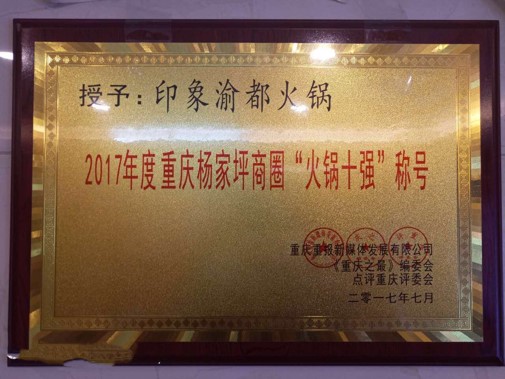 授予：印象渝都火锅
2017年度重庆杨家坪商圈“火锅十强”称号
重庆重报新媒体发展有限公司
《重庆之最》编委会
点评重庆评委会
二零一七年七月